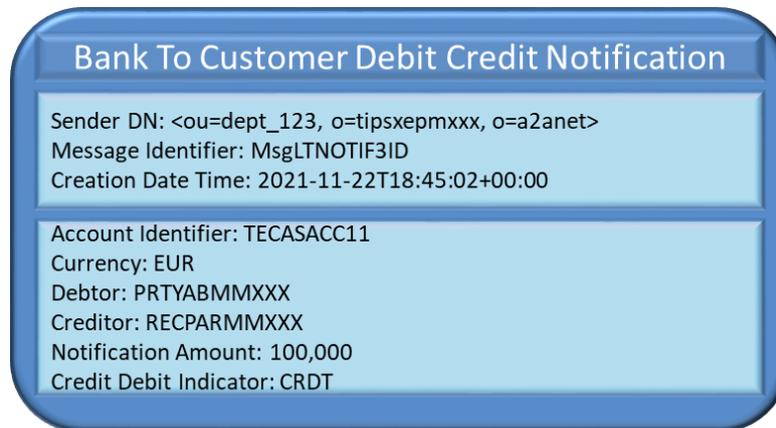 Bank To Customer Debit Credit Notification
Sender DN: <ou=dept_123, o=tipsxepmxxx, o=a2anet>
Message Identifier: MsgLTNOTIF3ID
Creation Date Time: 2021-11-22T18:45:02+00:00
Account Identifier: TECASACC11
Currency: EUR
Debtor: PRTYABMMXXX
Creditor: RECPARMMXXX
Notification Amount: 100,000
Credit Debit Indicator: CRDT